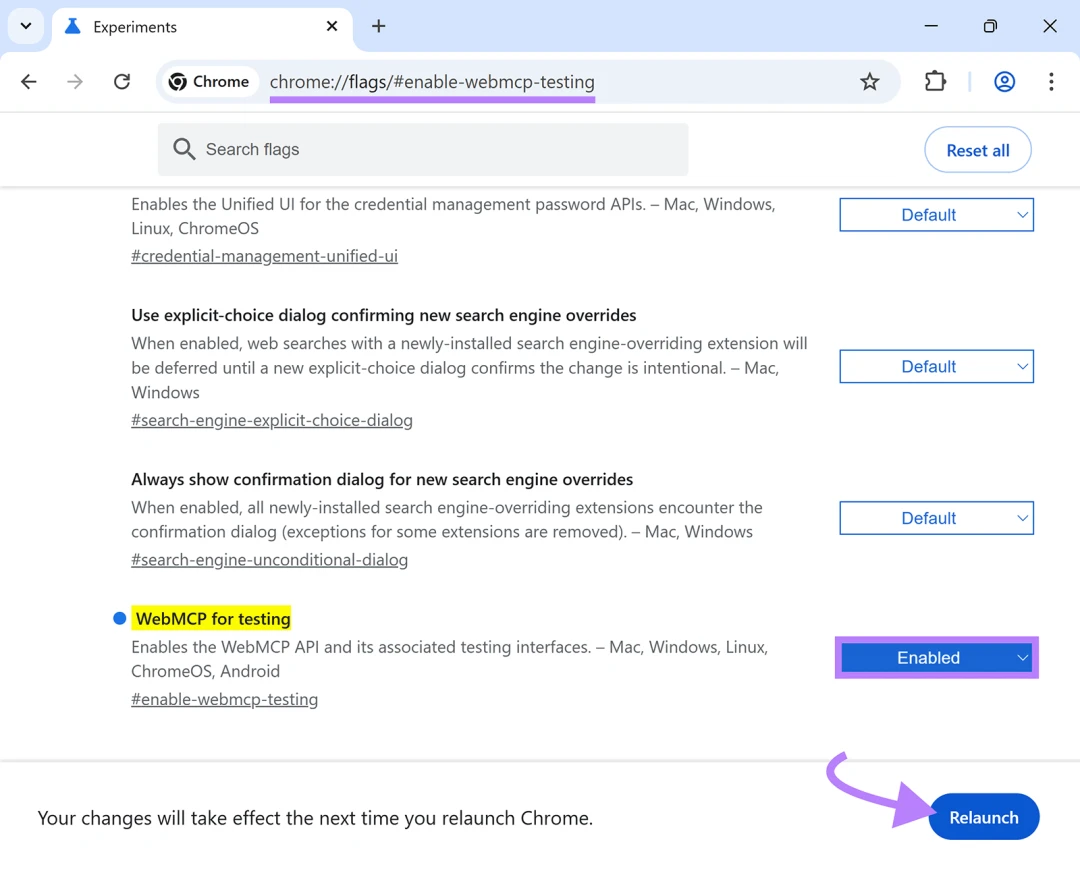 Experiments
Chrome
chrome://flags/#enable-webmcp-testing
Search flags
Reset all
Enables the Unified UI for the credential management password APIs. – Mac, Windows,
Linux, ChromeOS
#credential-management-unified-ui
Default
Use explicit-choice dialog confirming new search engine overrides
When enabled, web searches with a newly-installed search engine-overriding extension will
be deferred until a new explicit-choice dialog confirms the change is intentional. – Mac,
Windows
#search-engine-explicit-choice-dialog
Default
Always show confirmation dialog for new search engine overrides
When enabled, all newly-installed search engine-overriding extensions encounter the
confirmation dialog (exceptions for some extensions are removed). – Mac, Windows
#search-engine-unconditional-dialog
Default
WebMCP for testing
Enables the WebMCP API and its associated testing interfaces. – Mac, Windows, Linux,
ChromeOS, Android
#enable-webmcp-testing
Enabled
Your changes will take effect the next time you relaunch Chrome.
Relaunch